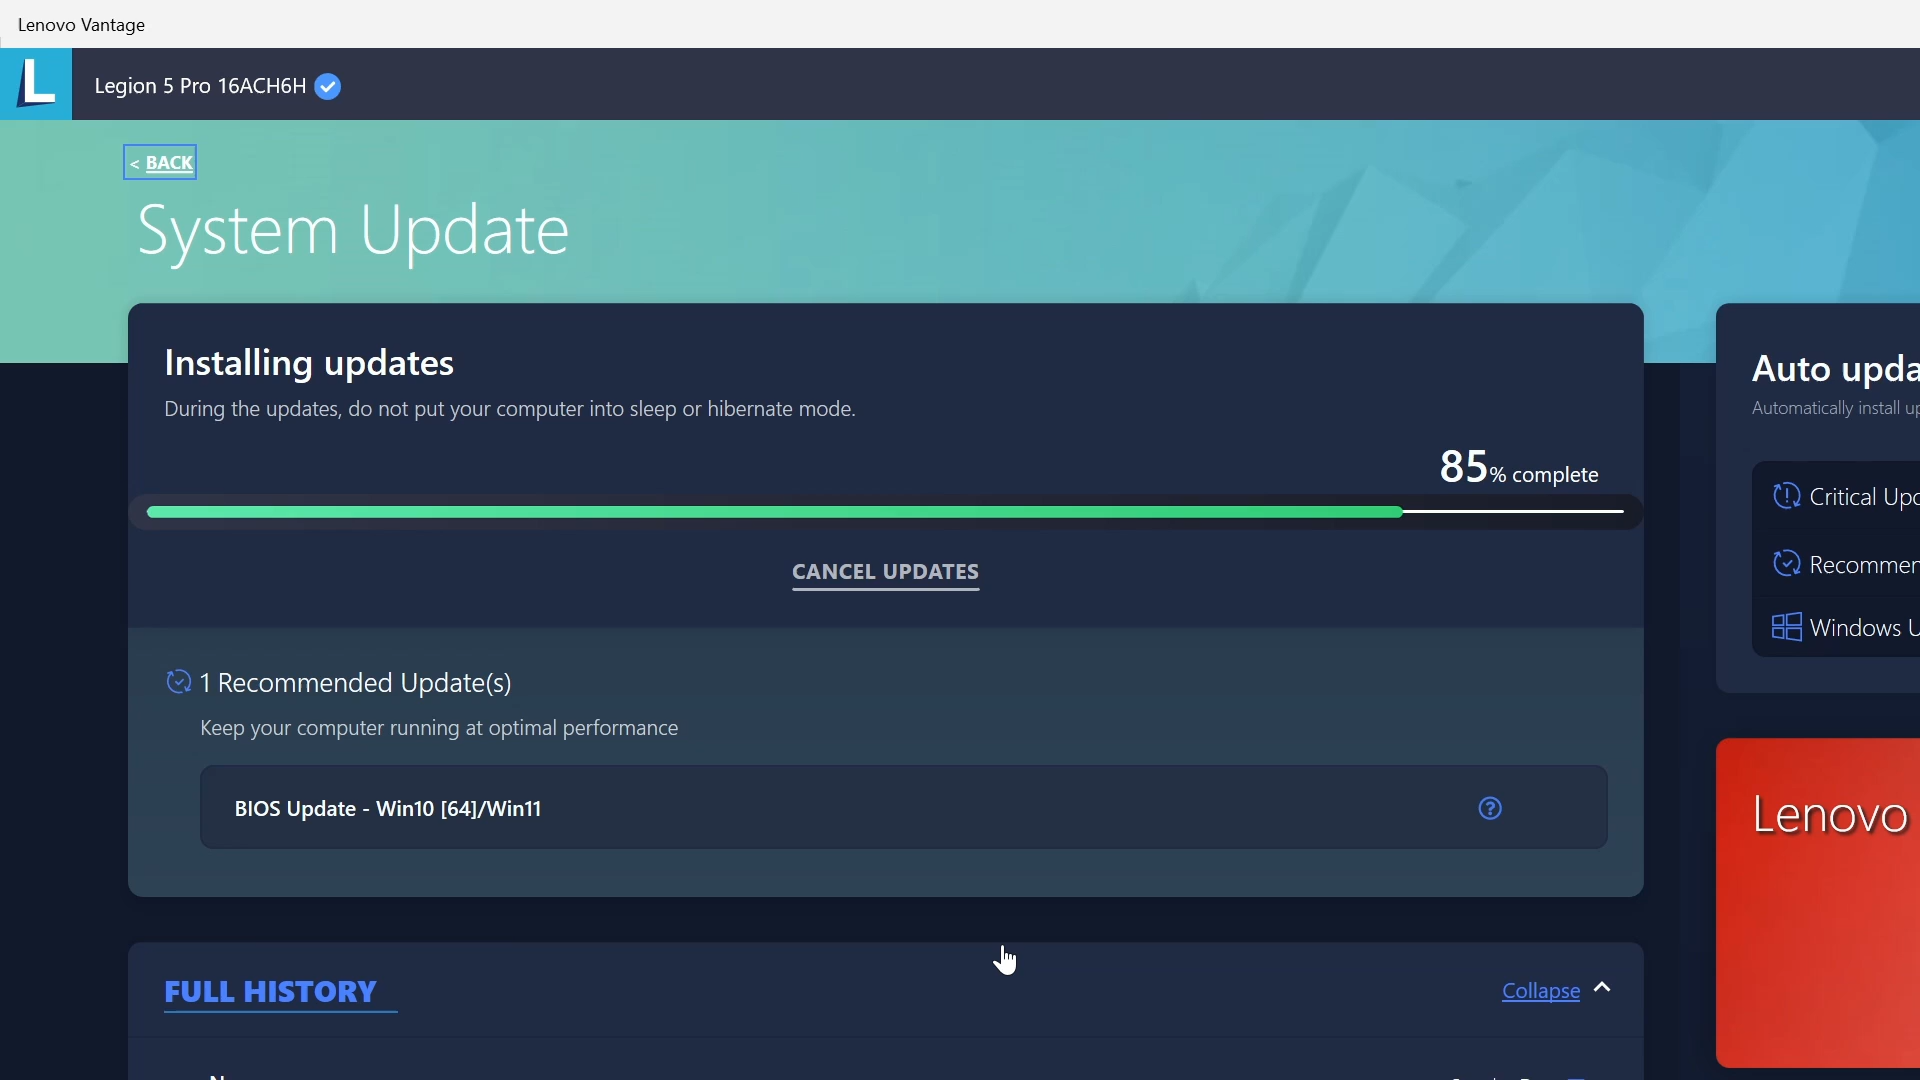 Lenovo Vantage
L
Legion 5 Pro 16ACH6H
< BACK
System Update
Installing updates
During the updates, do not put your computer into sleep or hibernate mode.
85% complete
CANCEL UPDATES
1 Recommended Update(s)
Keep your computer running at optimal performance
BIOS Update - Win10 [64]/Win11
?
FULL HISTORY
Collapse
Auto upda
Automatically install up
Critical Upd
Recommen
Windows U
Lenovo